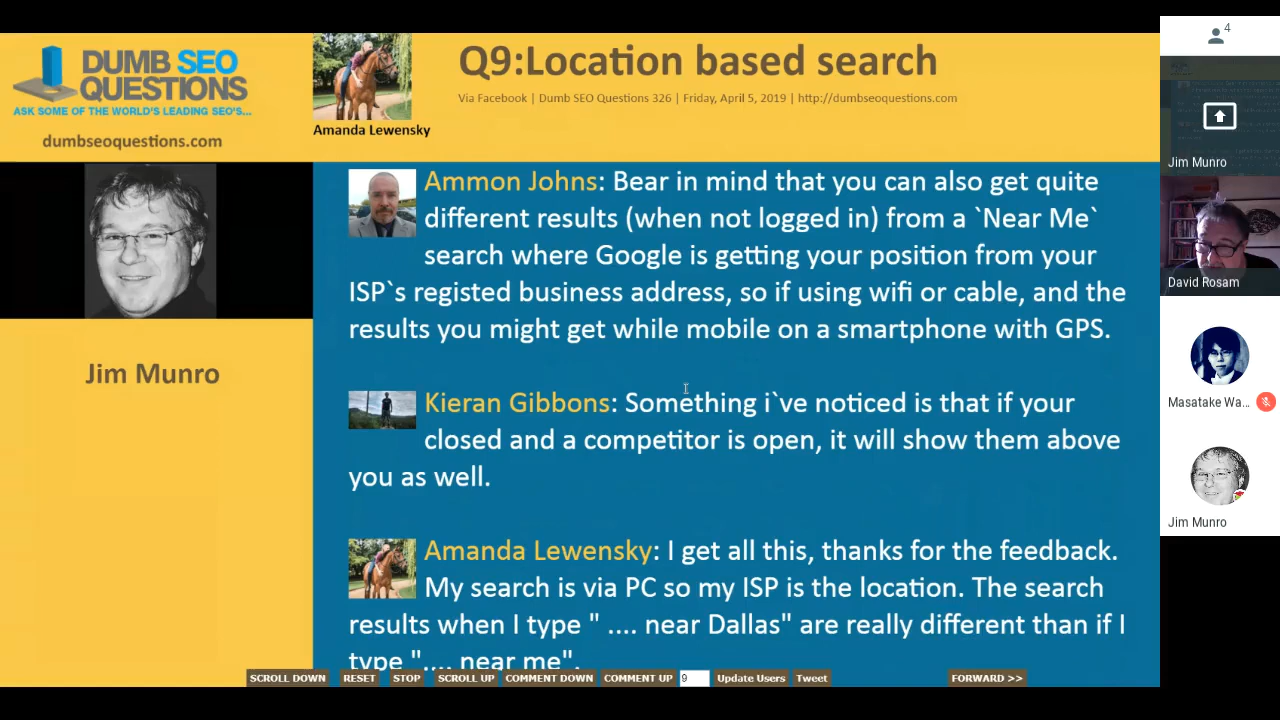 DUMB SEO
QUESTIONS
ASK SOME OF THE WORLD'S LEADING SEO'S...
dumbseoquestions.com
Amanda Lewensky
Q9:Location based search
Via Facebook | Dumb SEO Questions 326 | Friday, April 5, 2019 | http://dumbseoquestions.com
Jim Munro
Ammon Johns: Bear in mind that you can also get quite
different results (when not logged in) from a `Near Me`
search where Google is getting your position from your
ISP`s registed business address, so if using wifi or cable, and the
results you might get while mobile on a smartphone with GPS.
Kieran Gibbons: Something i`ve noticed is that if your
closed and a competitor is open, it will show them above
you as well.
Amanda Lewensky: I get all this, thanks for the feedback.
My search is via PC so my ISP is the location. The search
results when I type " .... near Dallas" are really different than if I
type ".... near me".
SCROLL DOWN RESET STOP SCROLL UP COMMENT DOWN COMMENT UP 9 Update Users Tweet FORWARD >>
4
Jim Munro
David Rosam
Masatake Wa...
Jim Munro